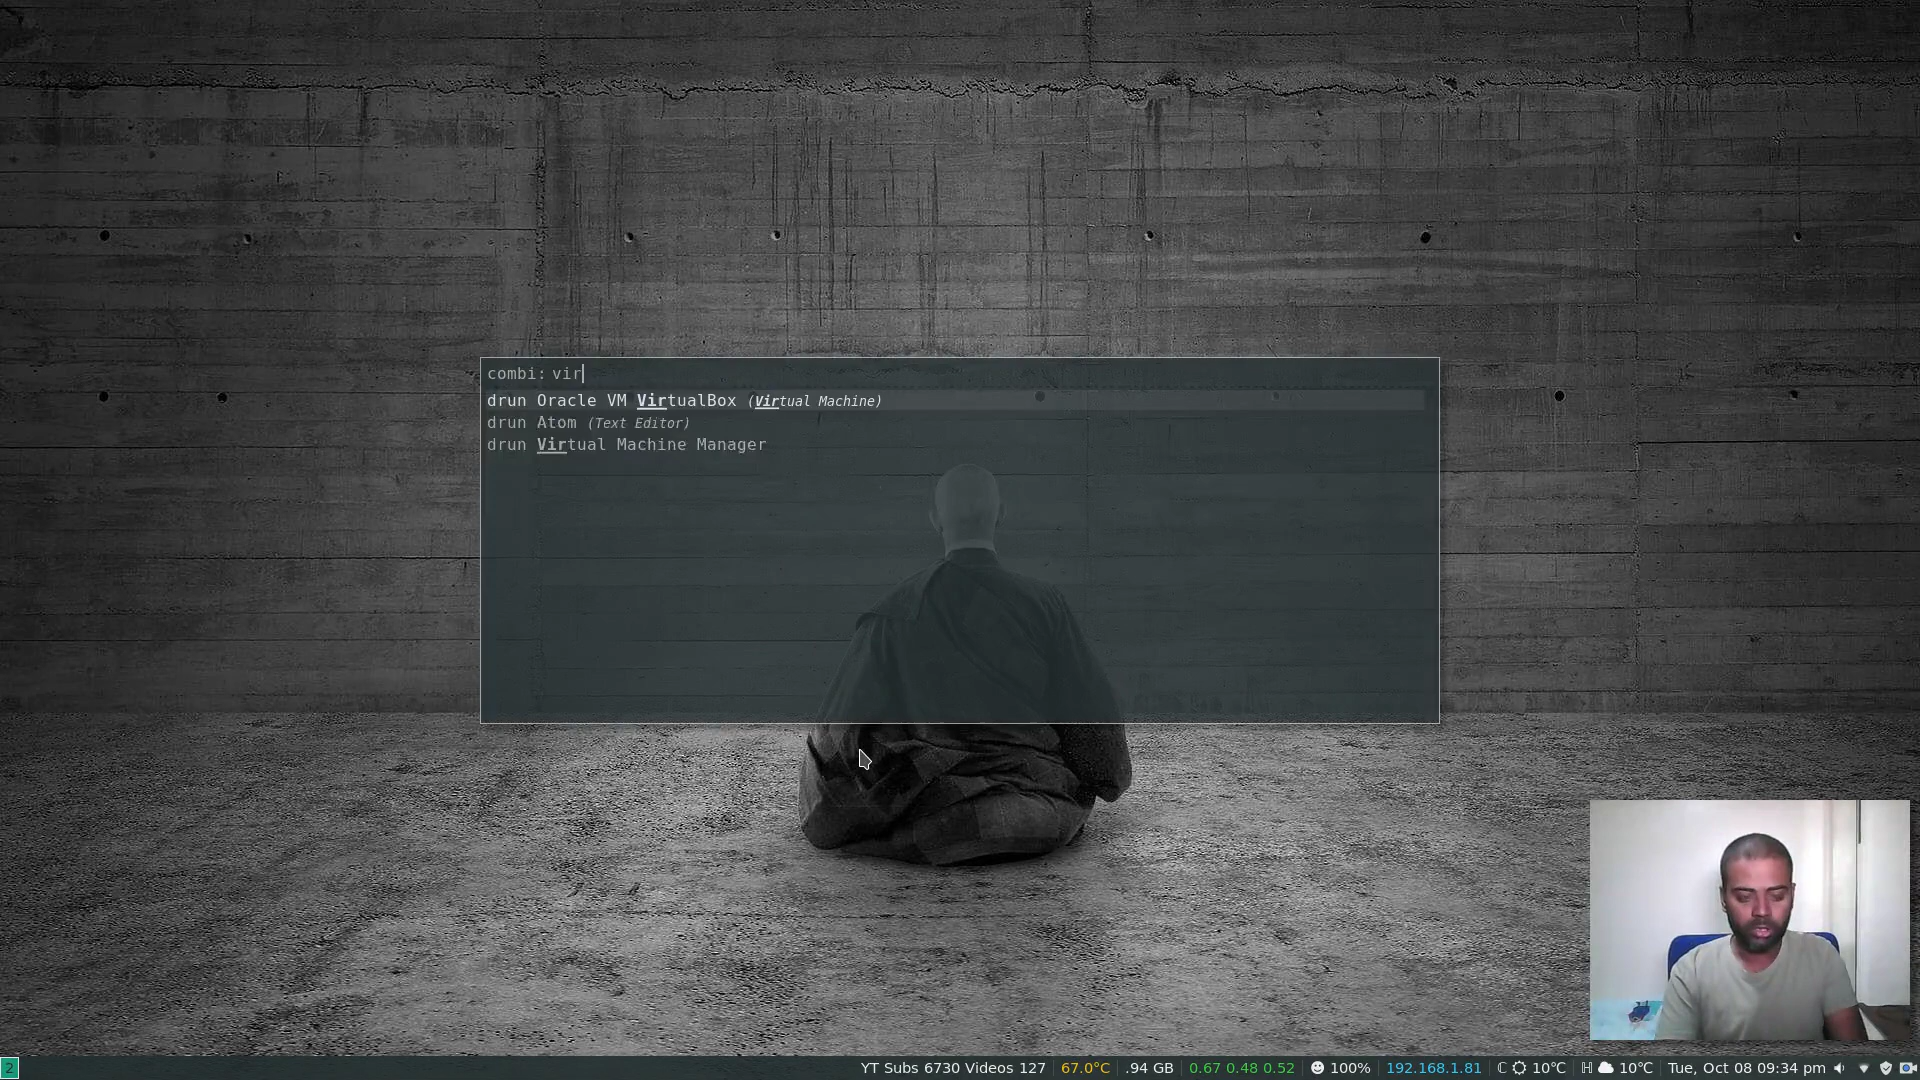 combi: vir
drun Oracle VM VirtualBox (Virtual Machine)
drun Atom (Text Editor)
drun Virtual Machine Manager
2 YT Subs 6730 Videos 127 67.0°C .94 GB 0.67 0.48 0.52 100% 192.168.1.81 C 10°C H 10°C Tue, Oct 08 09:34 pm